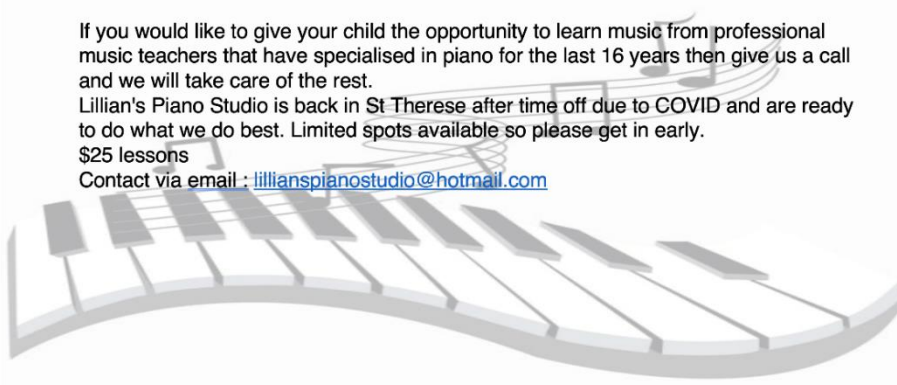 If you would like to give your child the opportunity to learn music from professional
music teachers that have specialised in piano for the last 16 years then give us a call
and we will take care of the rest.
Lillian's Piano Studio is back in St Therese after time off due to COVID and are ready
to do what we do best. Limited spots available so please get in early.
$25 lessons
Contact via email : lillianspianostudio@hotmail.com